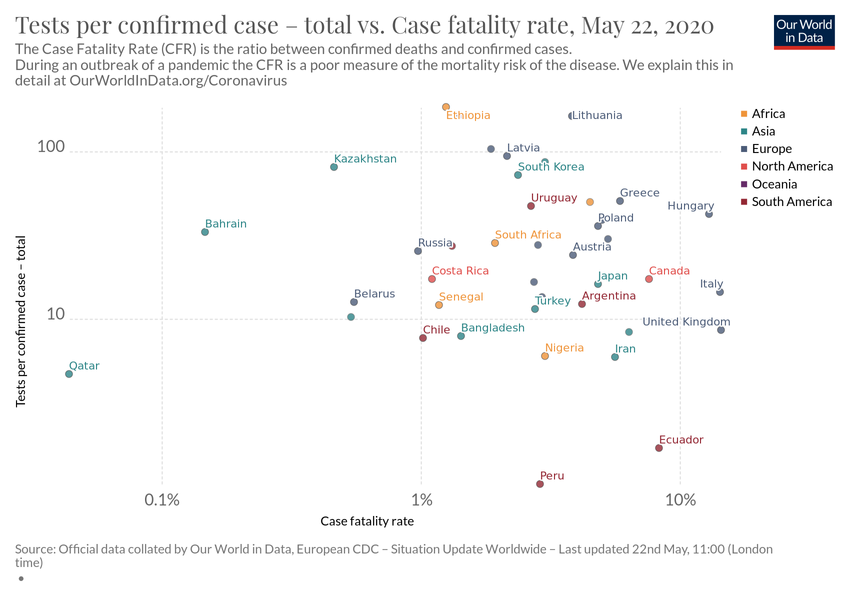 Tests per confirmed case – total vs. Case fatality rate, May 22, 2020
Our World
in Data
The Case Fatality Rate (CFR) is the ratio between confirmed deaths and confirmed cases.
During an outbreak of a pandemic the CFR is a poor measure of the mortality risk of the disease. We explain this in
detail at OurWorldInData.org/Coronavirus
Africa
Asia
Europe
North America
Oceania
South America
Tests per confirmed case – total
100
10
Ethiopia
Lithuania
Latvia
Kazakhstan
South Korea
Uruguay
Greece
Hungary
Bahrain
Poland
South Africa
Russia
Austria
Costa Rica
Canada
Japan
Italy
Belarus
Senegal
Argentina
Turkey
United Kingdom
Chile
Bangladesh
Nigeria
Iran
Qatar
Ecuador
Peru
0.1%
1%
10%
Case fatality rate
Source: Official data collated by Our World in Data, European CDC – Situation Update Worldwide – Last updated 22nd May, 11:00 (London
time)